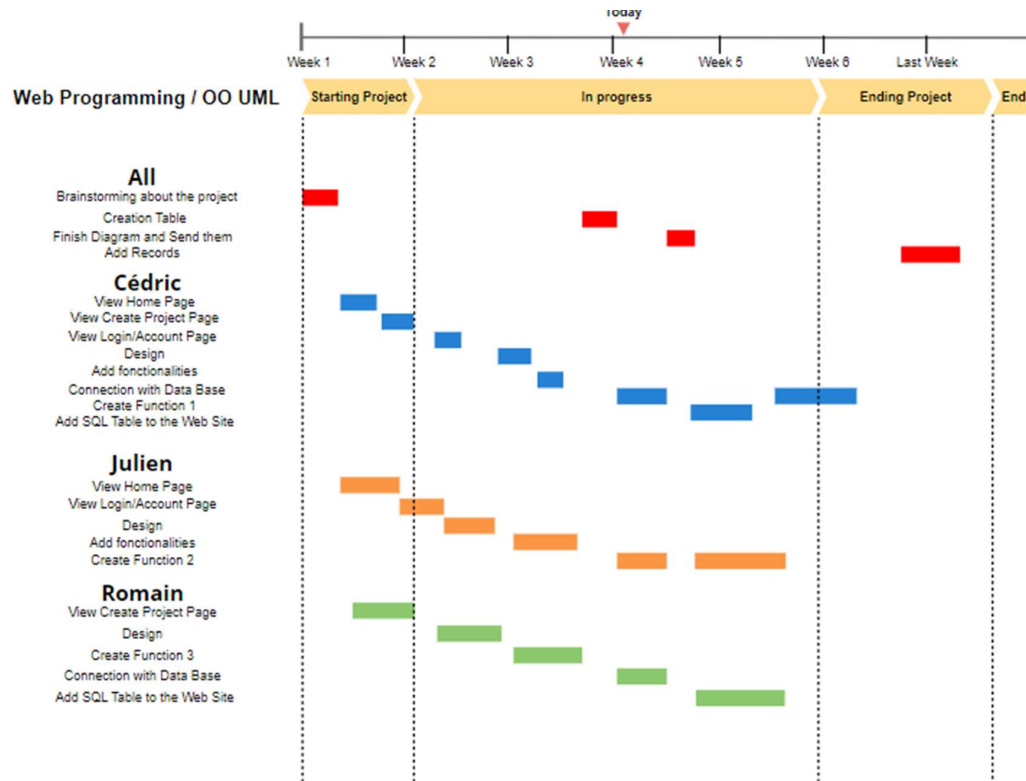 Today
Week 1 Week 2 Week 3 Week 4 Week 5 Week 6 Last Week
Web Programming / OO UML Starting Project In progress Ending Project End
All
Brainstorming about the project
Creation Table
Finish Diagram and Send them
Add Records
Cédric
View Home Page
View Create Project Page
View Login/Account Page
Design
Add fonctionalities
Connection with Data Base
Create Function 1
Add SQL Table to the Web Site
Julien
View Home Page
View Login/Account Page
Design
Add fonctionalities
Create Function 2
Romain
View Create Project Page
Design
Create Function 3
Connection with Data Base
Add SQL Table to the Web Site